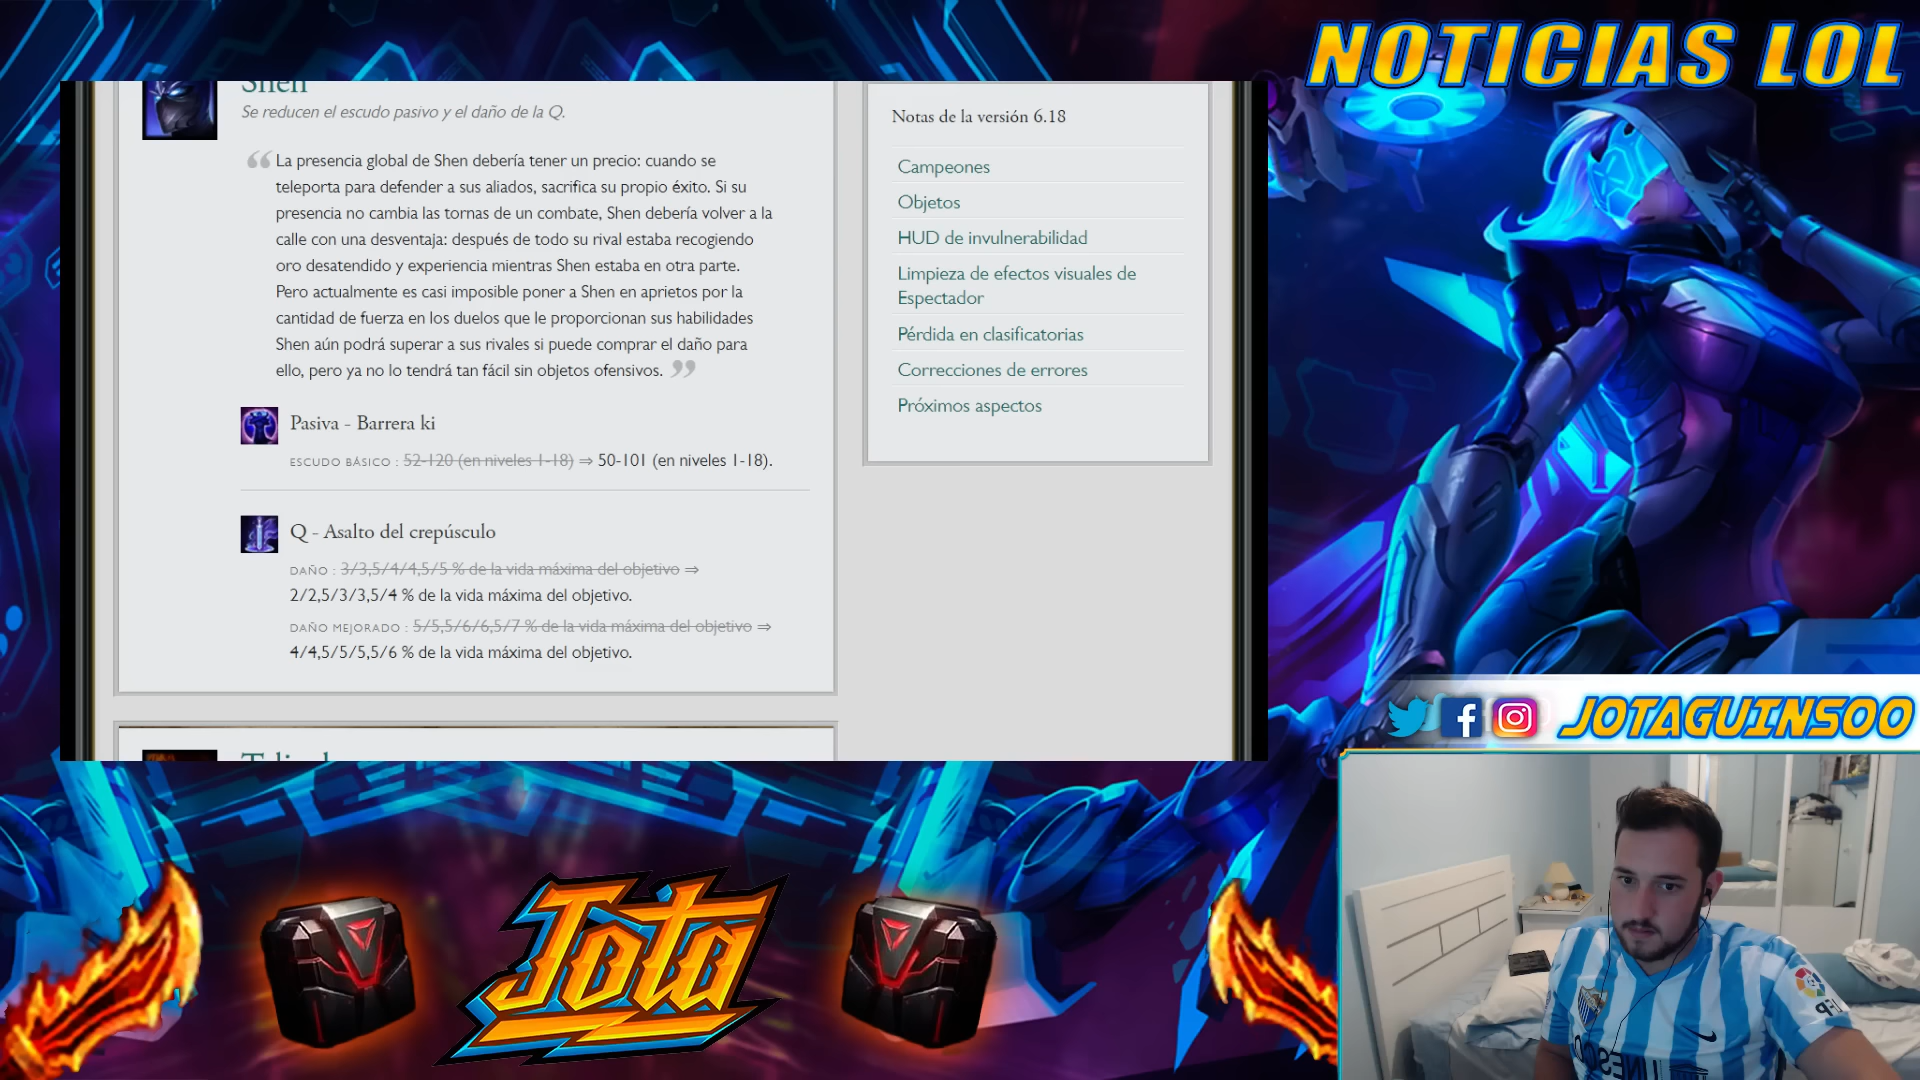 NOTICIAS LOL
Shen
Se reducen el escudo pasivo y el daño de la Q.
“ La presencia global de Shen debería tener un precio: cuando se
teleporta para defender a sus aliados, sacrifica su propio éxito. Si su
presencia no cambia las tornas de un combate, Shen debería volver a la
calle con una desventaja: después de todo su rival estaba recogiendo
oro desatendido y experiencia mientras Shen estaba en otra parte.
Pero actualmente es casi imposible poner a Shen en aprietos por la
cantidad de fuerza en los duelos que le proporcionan sus habilidades
Shen aún podrá superar a sus rivales si puede comprar el daño para
ello, pero ya no lo tendrá tan fácil sin objetos ofensivos. ”
Pasiva - Barrera ki
ESCUDO BÁSICO : 52-120 (en niveles 1-18) ⇒ 50-101 (en niveles 1-18).
Q - Asalto del crepúsculo
DAÑO : 3/3,5/4/4,5/5 % de la vida máxima del objetivo ⇒
2/2,5/3/3,5/4 % de la vida máxima del objetivo.
DAÑO MEJORADO : 5/5,5/6/6,5/7 % de la vida máxima del objetivo ⇒
4/4,5/5/5,5/6 % de la vida máxima del objetivo.
Notas de la versión 6.18
Campeones
Objetos
HUD de invulnerabilidad
Limpieza de efectos visuales de
Espectador
Pérdida en clasificatorias
Correcciones de errores
Próximos aspectos
JOTAGUINSOO
Jota